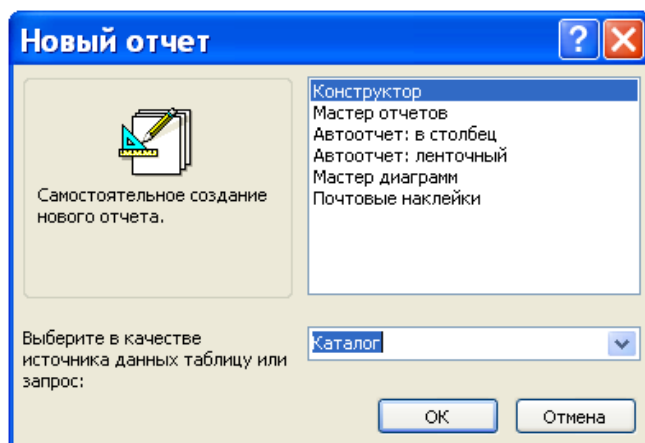 Новый отчет
?
Конструктор
Мастер отчетов
Автоотчет: в столбец
Автоотчет: ленточный
Мастер диаграмм
Почтовые наклейки
Самостоятельное создание
нового отчета.
Выберите в качестве
источника данных таблицу или
запрос:
Каталог
ОК
Отмена